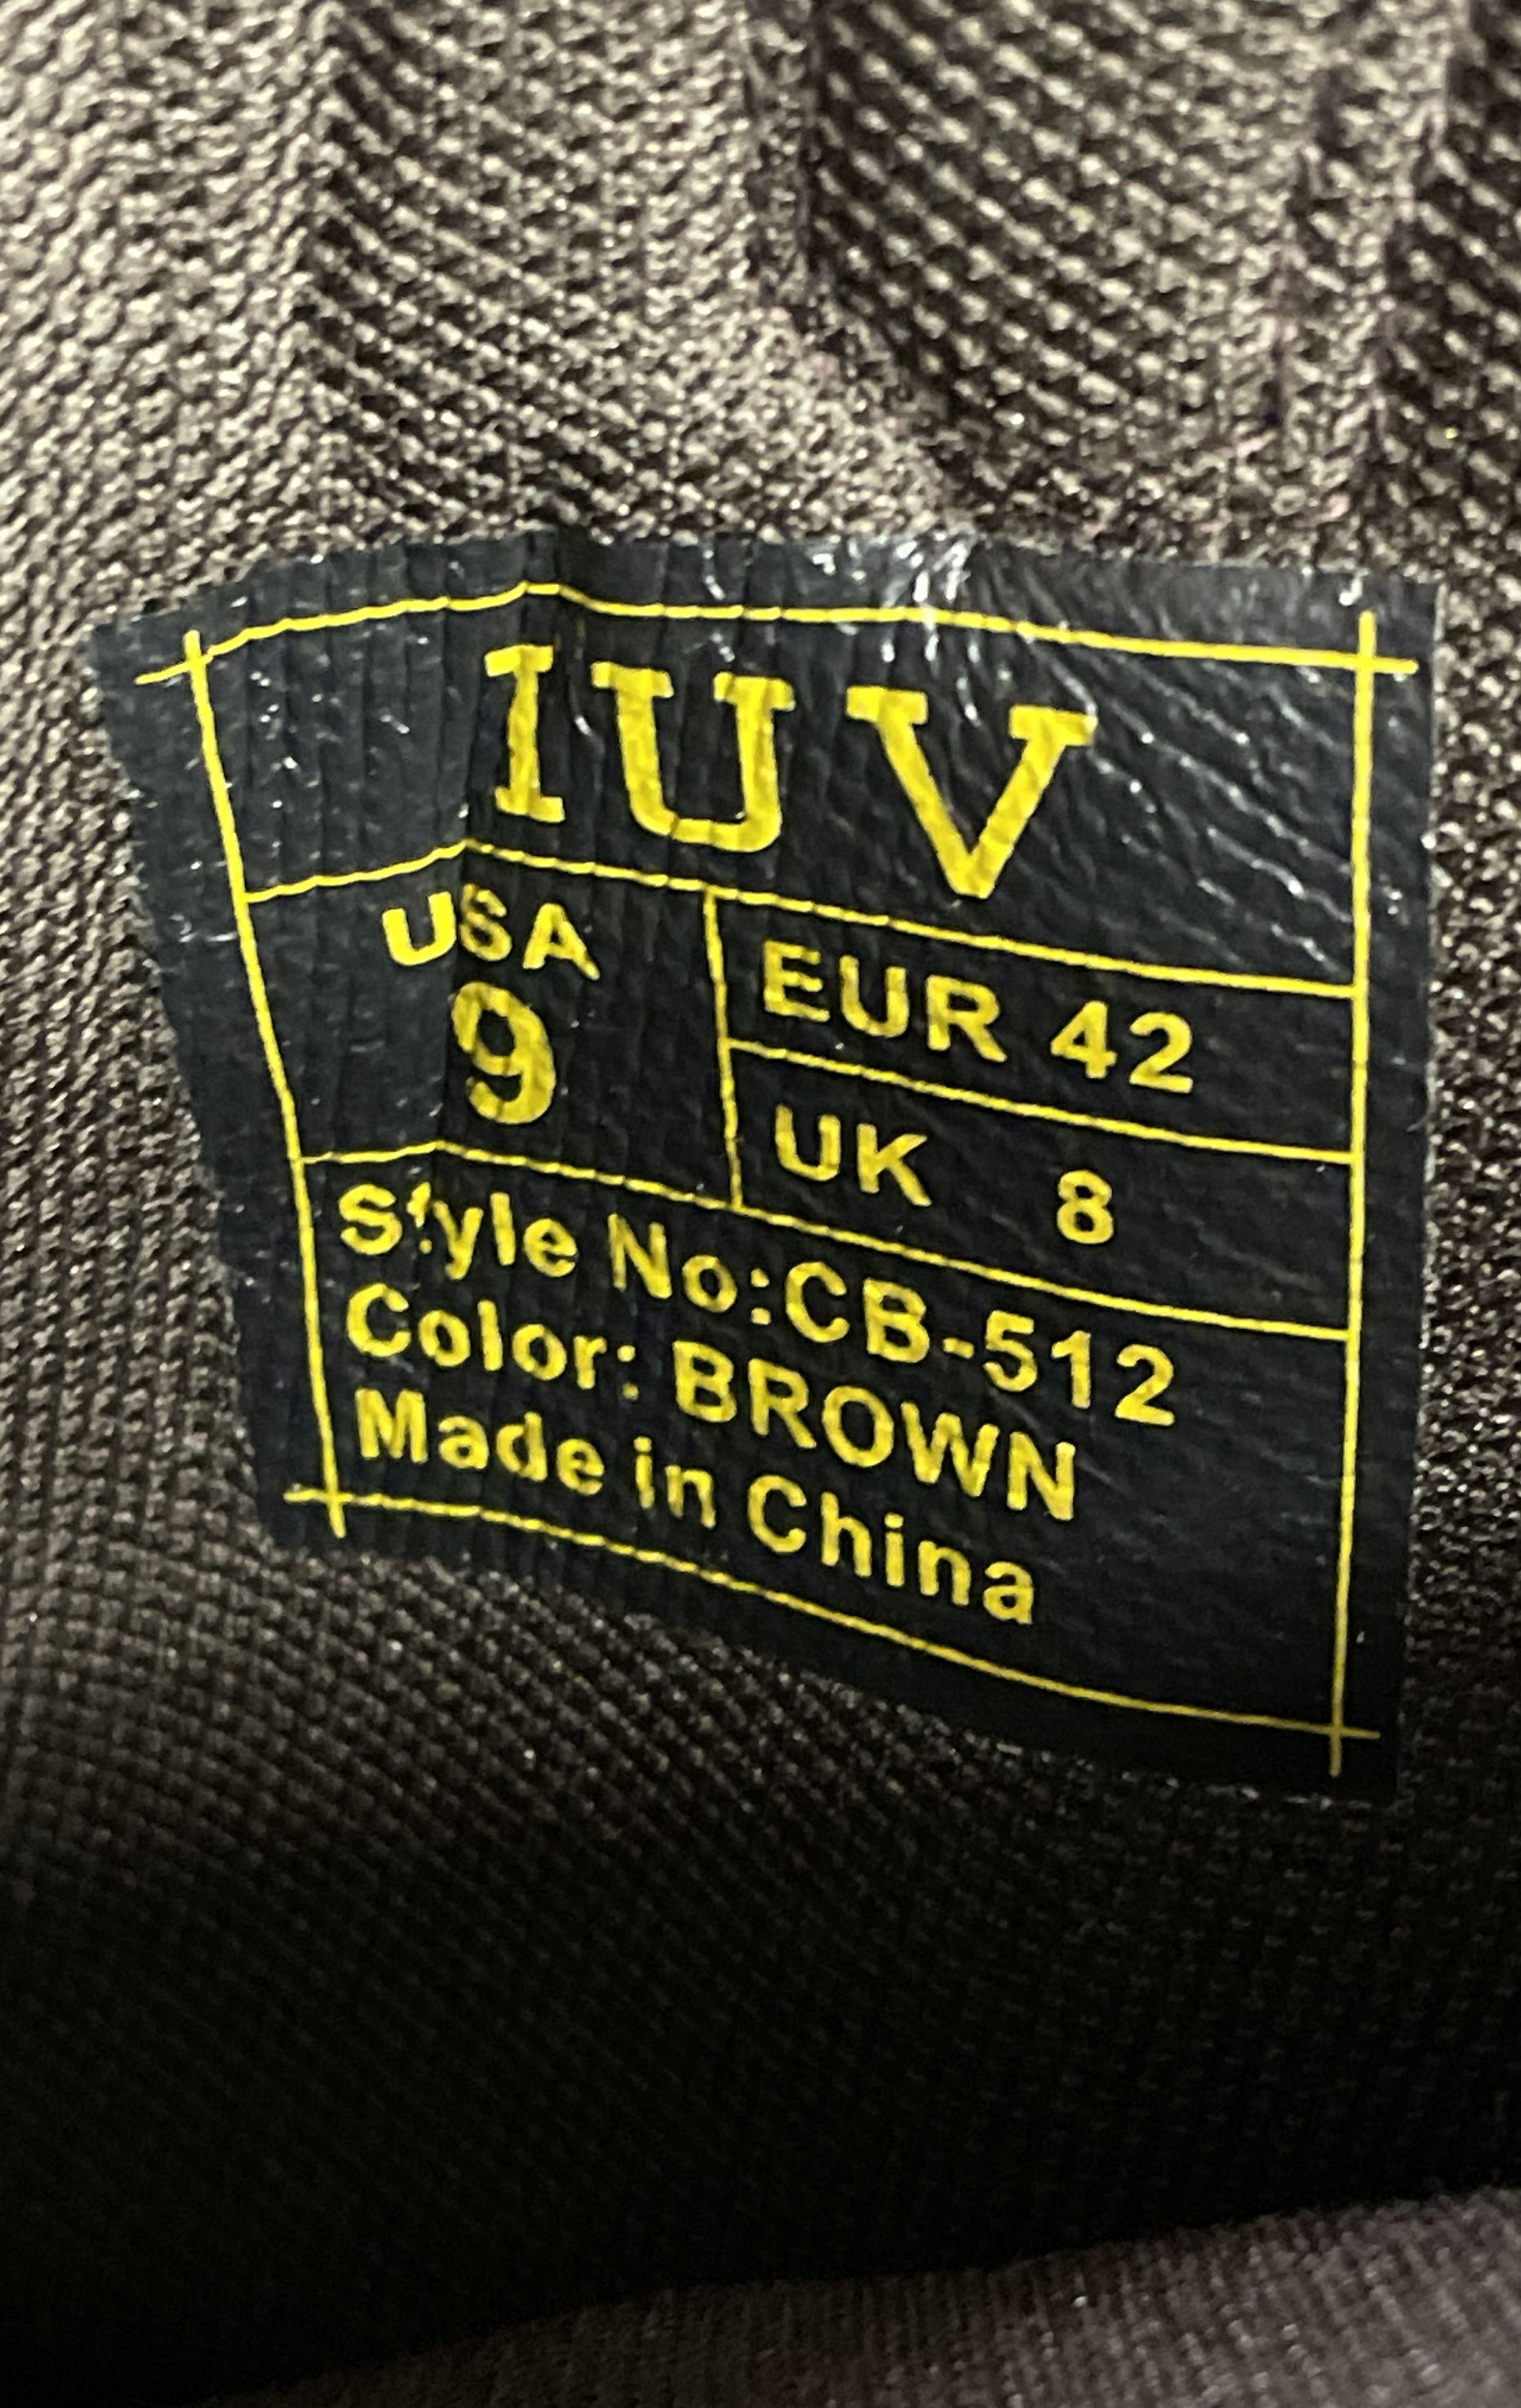 IUV
USA
9
EUR 42
UK 8
Style No:CB-512
Color: BROWN
Made in China